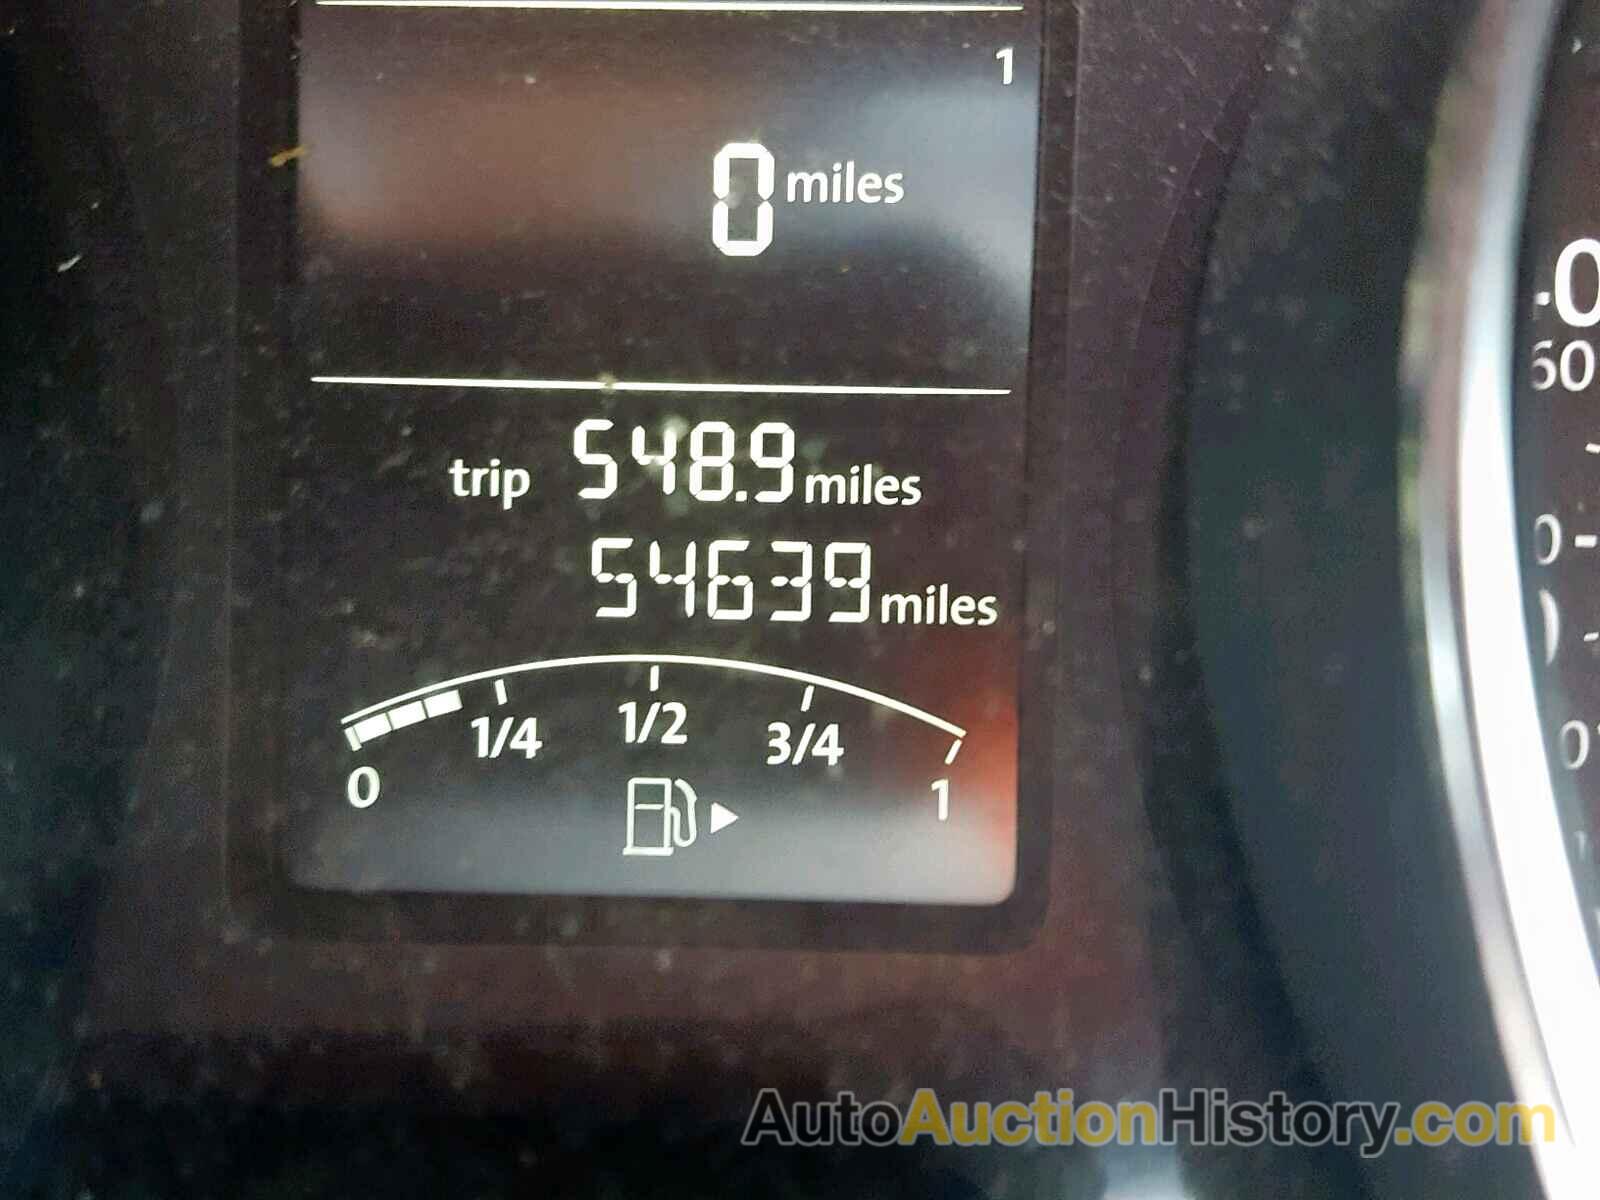 1
0 miles
trip 548.9 miles
54639 miles
0 1/4 1/2 3/4 1
60
AutoAuctionHistory.com